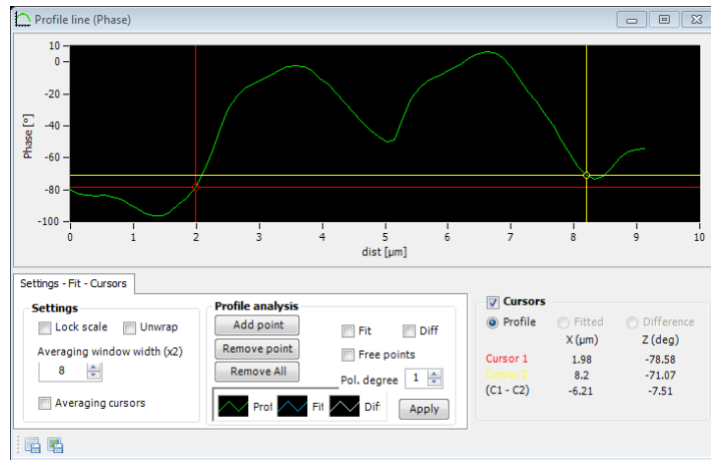 Profile line (Phase)
10
0
-20
-40
-60
-80
-100
Phase [°]
0 1 2 3 4 5 6 7 8 9 10
dist [µm]
Settings - Fit - Cursors
Settings
Lock scale Unwrap
Averaging window width (x2)
8
Averaging cursors
Profile analysis
Add point
Remove point
Remove All
Fit Diff
Free points
Pol. degree 1
Prof Fit Dif
Apply
Cursors
Profile Fitted Difference
X (µm) Z (deg)
Cursor 1 1.98 -78.58
Cursor 2 8.2 -71.07
(C1 - C2) -6.21 -7.51